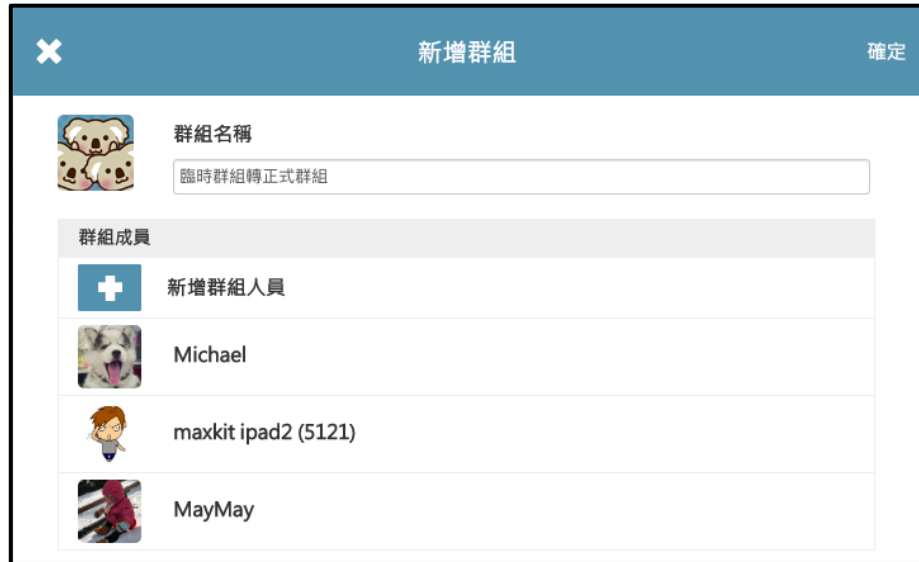 新增群組
確定
群組名稱
臨時群組轉正式群組
群組成員
新增群組人員
Michael
maxkit ipad2 (5121)
MayMay